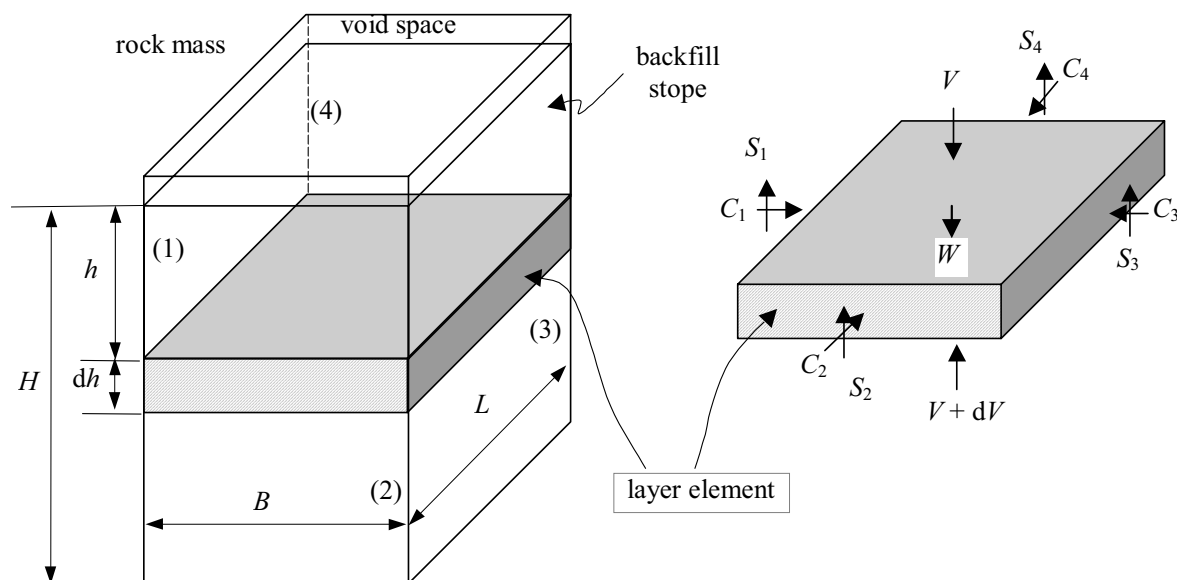 void space
rock mass
backfill
stope
(4)
(1)
h
H
dh
(3)
L
(2)
B
layer element
S4
C4
V
S1
C1
C3
S3
W
C2
S2
V + dV